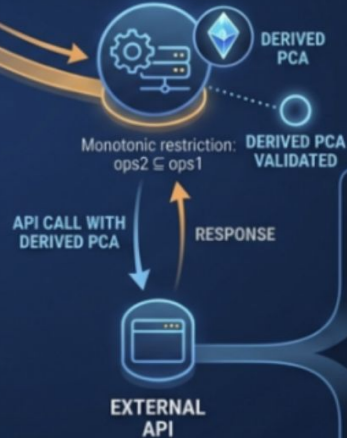 DERIVED
PCA
Monotonic restriction:
ops2 ⊆ ops1
DERIVED PCA
VALIDATED
API CALL WITH
DERIVED PCA
RESPONSE
EXTERNAL
API